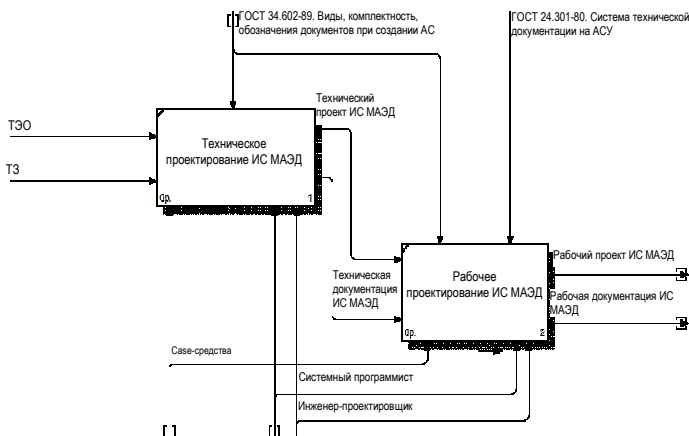 ГОСТ 34.602-89. Виды, комплектность,
обозначения документов при создании АС
ГОСТ 24.301-80. Система технической
документации на АСУ
Технический
проект ИС МАЭД
ТЭО
ТЗ
Техническое
проектирование ИС МАЭД
0р.
1
Техническая
документация
ИС МАЭД
Рабочее
проектирование ИС МАЭД
0р.
2
Рабочий проект ИС МАЭД
Рабочая документация ИС
МАЭД
Case-средства
Системный программист
Инженер-проектировщик